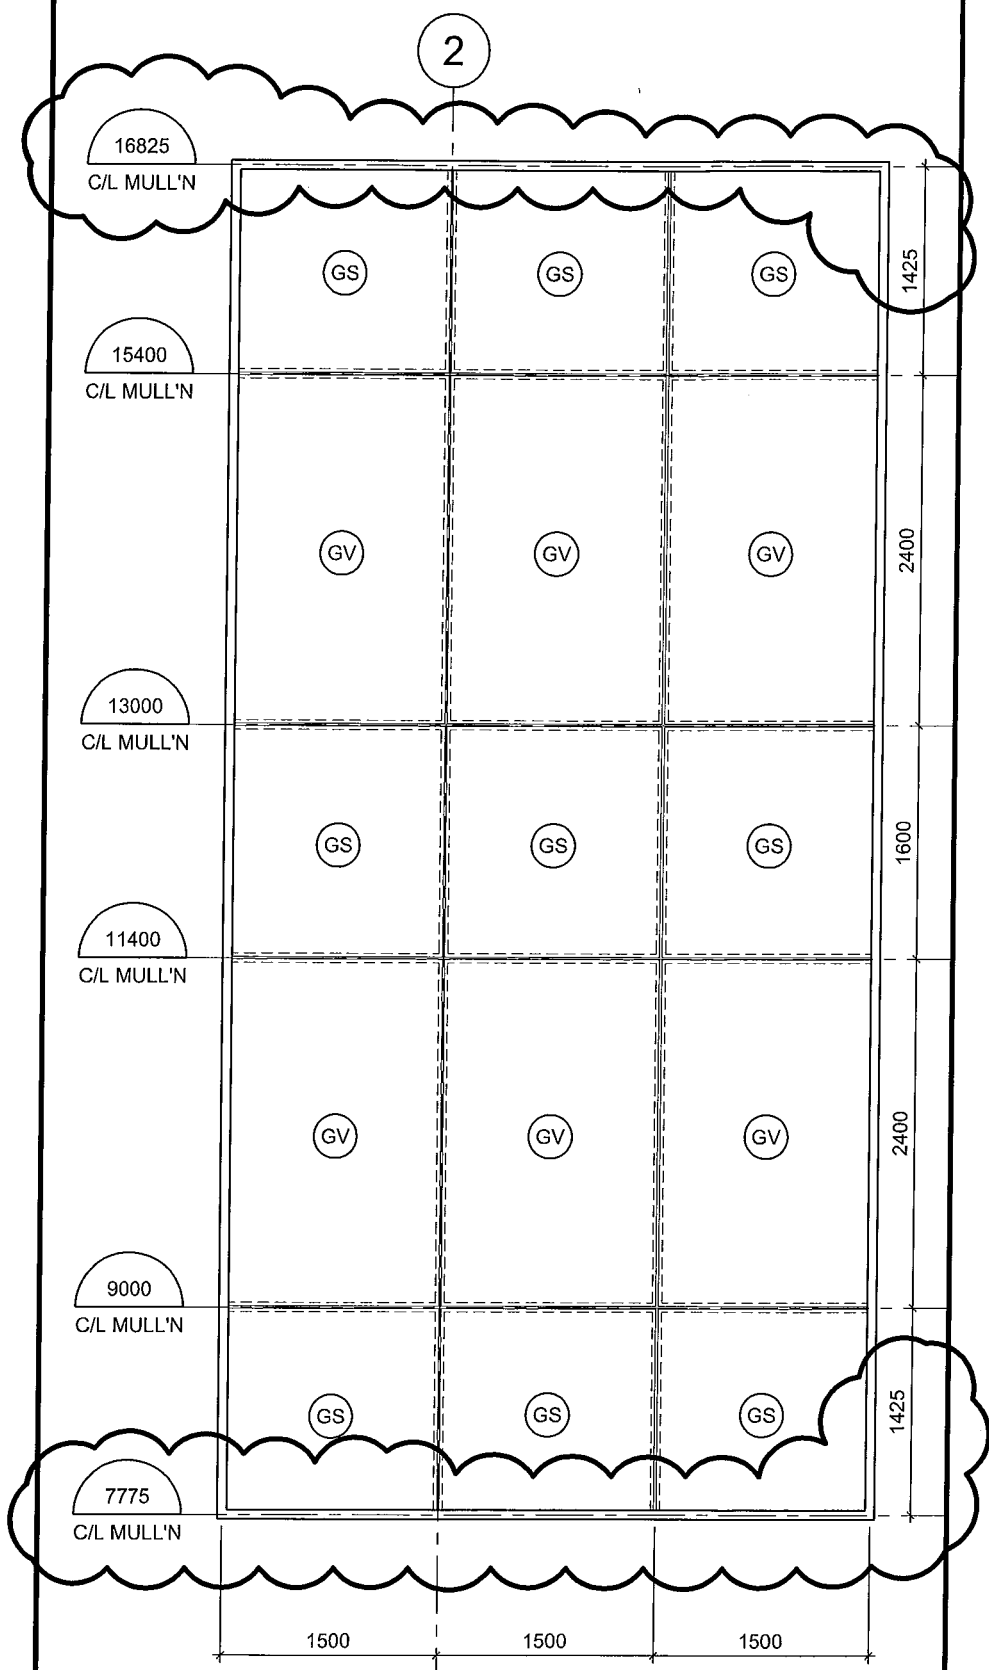 2
16825
C/L MULL'N
1425
GS GS GS
15400
C/L MULL'N
2400
GV GV GV
13000
C/L MULL'N
1600
GS GS GS
11400
C/L MULL'N
2400
GV GV GV
9000
C/L MULL'N
1425
GS GS GS
7775
C/L MULL'N
1500 1500 1500